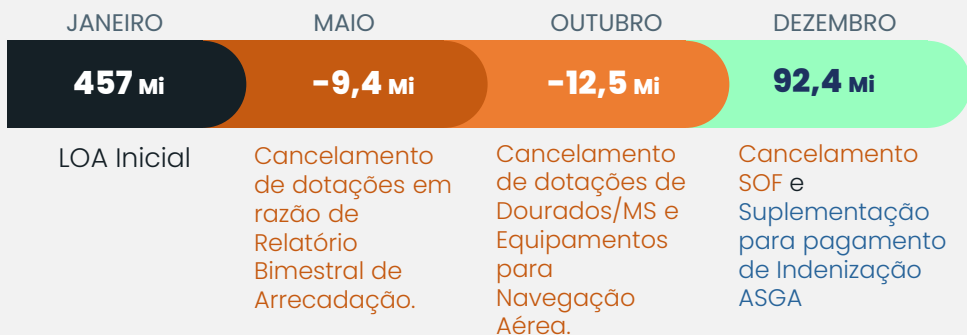 JANEIRO
MAIO
OUTUBRO
DEZEMBRO
457 Mi
-9,4 Mi
-12,5 Mi
92,4 Mi
LOA Inicial
Cancelamento
de dotações em
razão de
Relatório
Bimestral de
Arrecadação.
Cancelamento
de dotações de
Dourados/MS e
Equipamentos
para
Navegação
Aérea.
Cancelamento
SOF e
Suplementação
para pagamento
de Indenização
ASGA